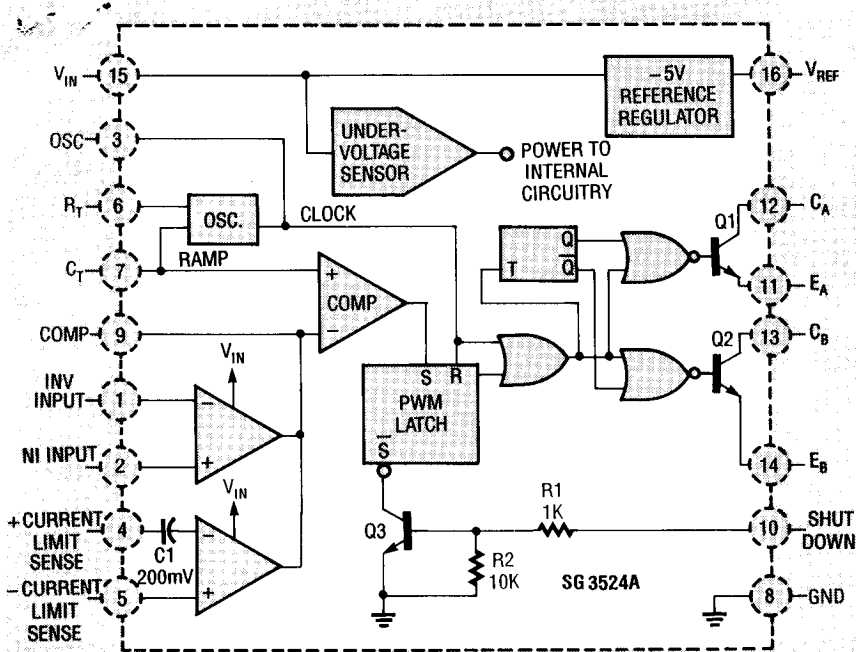 V_IN
15
-5V
REFERENCE
REGULATOR
16
V_REF
OSC
3
UNDER-
VOLTAGE
SENSOR
POWER TO
INTERNAL
CIRCUITRY
R_T
6
OSC.
CLOCK
RAMP
C_T
7
+
COMP
-
Q
T
Q̅
Q1
12
C_A
11
E_A
COMP
9
Q2
13
C_B
V_IN
INV
INPUT
1
-
S
R
PWM
LATCH
S̅
NI INPUT
2
+
14
E_B
V_IN
+ CURRENT
LIMIT
SENSE
4
C1
200mV
-
Q3
R1
1K
10
SHUT
DOWN
R2
10K
SG 3524A
- CURRENT
LIMIT
SENSE
5
+
8
GND